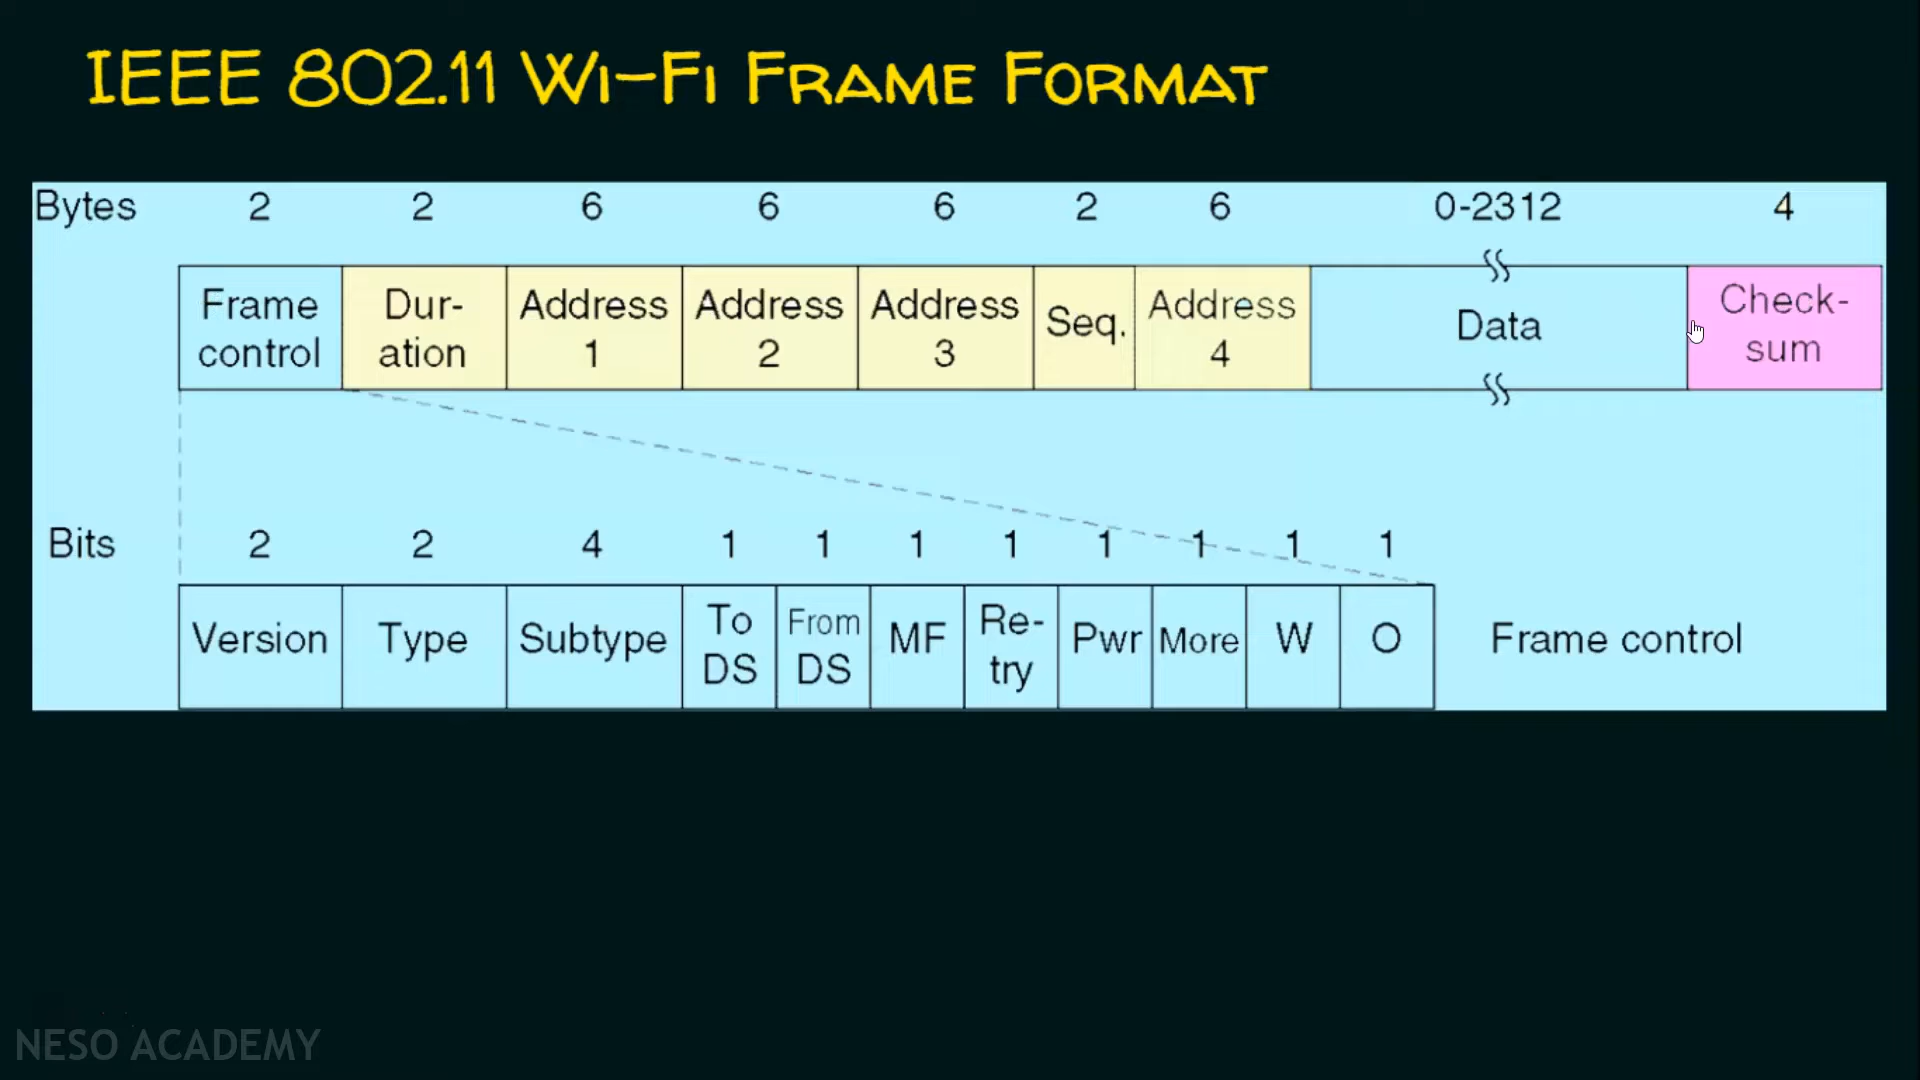 IEEE 802.11 WI-FI FRAME FORMAT
Bytes 2 2 6 6 6 2 6 0-2312 4
Frame control
Dur-
ation
Address 1
Address 2
Address 3
Seq.
Address 4
Data
Check-
sum
Bits 2 2 4 1 1 1 1 1 1 1 1
Version
Type
Subtype
To DS
From DS
MF
Re-
try
Pwr
More
W
O
Frame control
NESO ACADEMY